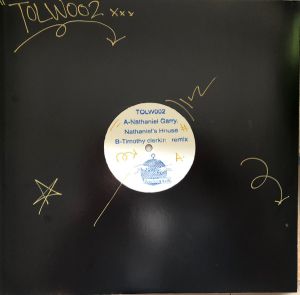 "TOLW002 xxx
TOLW002
A-Nathaniel Garry
Nathaniel's House
B-Timothy clerkin remix
A